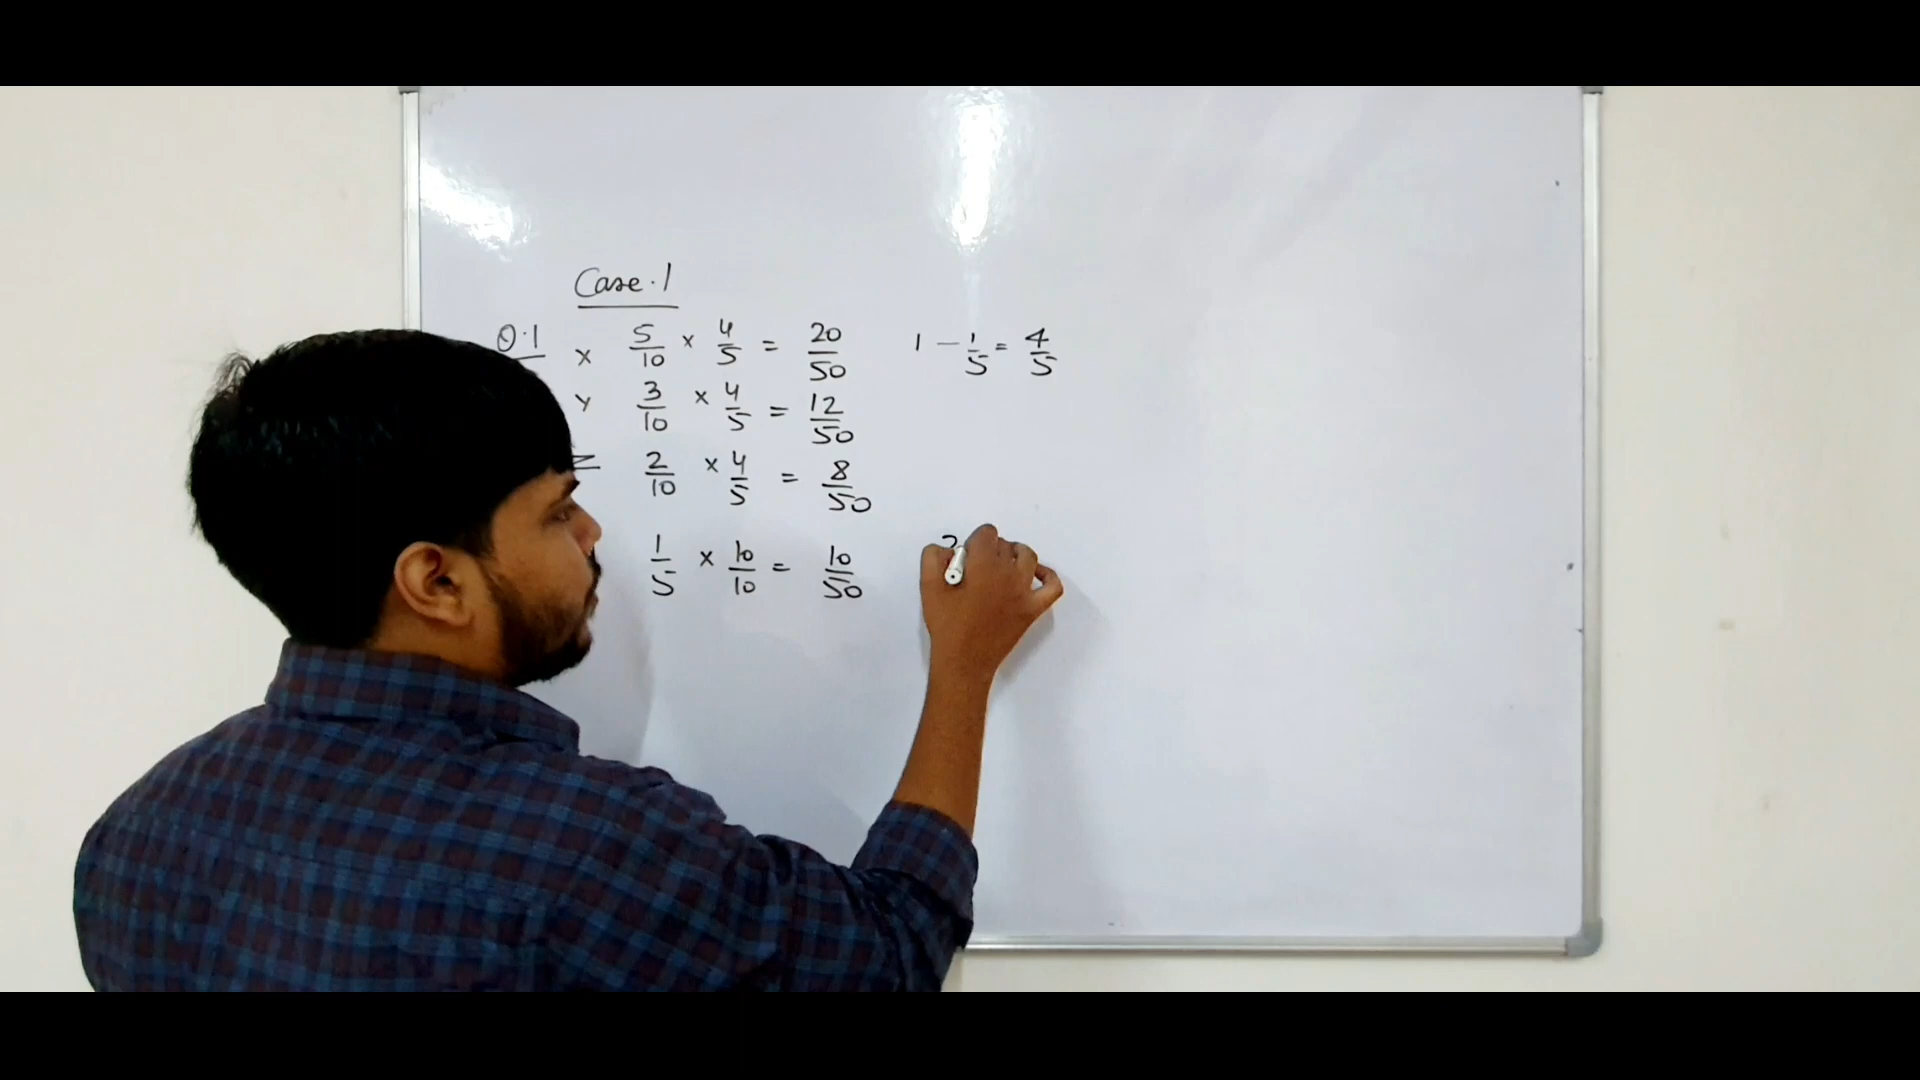 Case.1
Q.1 X 5/10 × 4/5 = 20/50 1 - 1/5 = 4/5
Y 3/10 × 4/5 = 12/50
Z 2/10 × 4/5 = 8/50
1/5 × 10/10 = 10/50